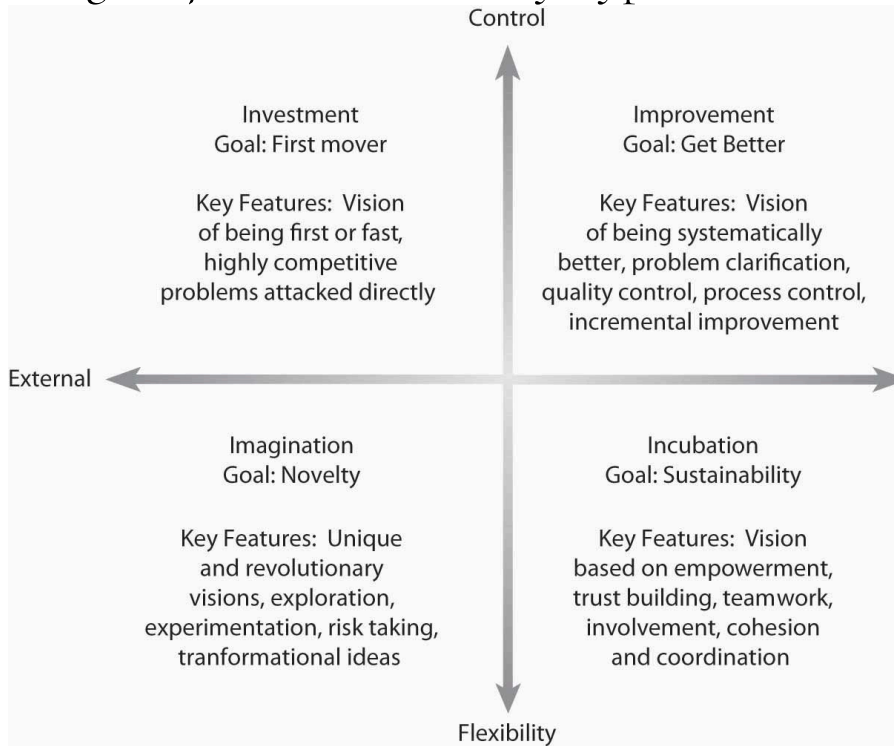 Control
Investment
Goal: First mover
Key Features: Vision
of being first or fast,
highly competitive
problems attacked directly
Improvement
Goal: Get Better
Key Features: Vision
of being systematically
better, problem clarification,
quality control, process control,
incremental improvement
External
Imagination
Goal: Novelty
Key Features: Unique
and revolutionary
visions, exploration,
experimentation, risk taking,
tranformational ideas
Incubation
Goal: Sustainability
Key Features: Vision
based on empowerment,
trust building, teamwork,
involvement, cohesion
and coordination
Flexibility